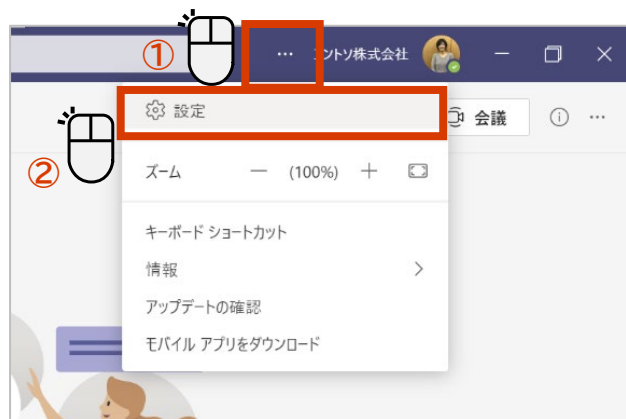 ①
… ントソ株式会社
設定
会議
②
ズーム — (100%) +
キーボード ショートカット
情報
アップデートの確認
モバイル アプリをダウンロード